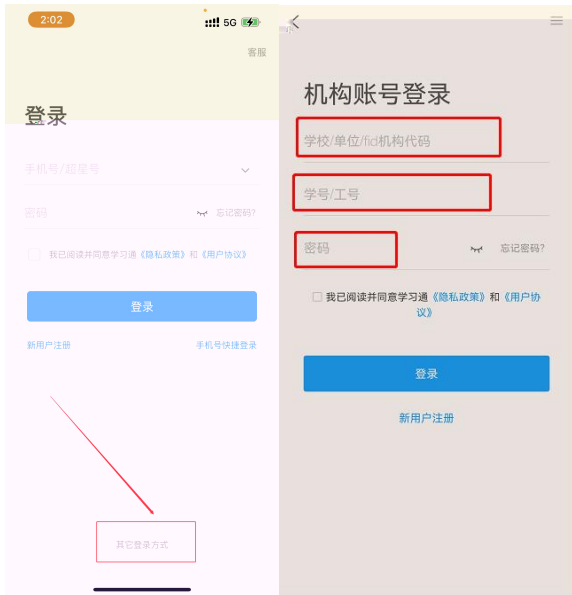 2:02
5G
客服
登录
手机号/超星号
密码
忘记密码?
我已阅读并同意学习通《隐私政策》和《用户协议》
登录
新用户注册
手机号快捷登录
其它登录方式
机构账号登录
学校/单位/fid机构代码
学号/工号
密码
忘记密码?
我已阅读并同意学习通《隐私政策》和《用户协
议》
登录
新用户注册